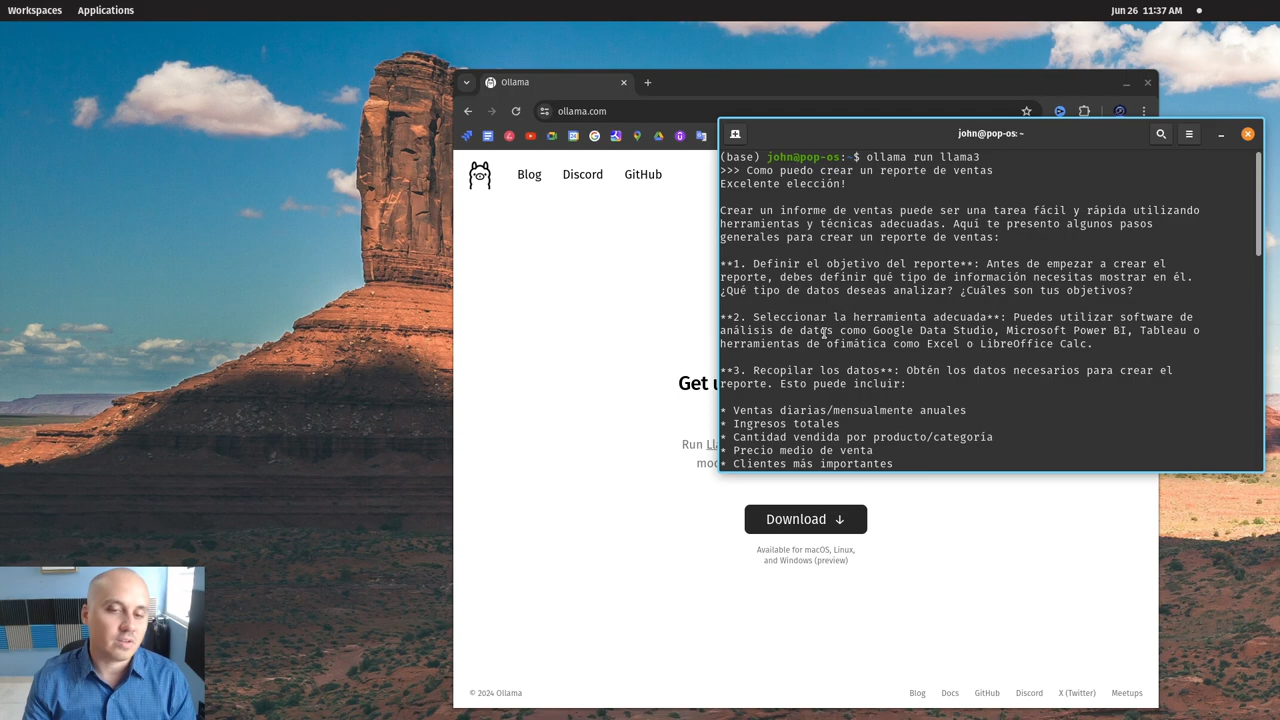 Workspaces Applications Jun 26 11:37 AM
Ollama
ollama.com
john@pop-os: ~
(base) john@pop-os:~$ ollama run llama3
>>> Como puedo crear un reporte de ventas
Excelente elección!
Crear un informe de ventas puede ser una tarea fácil y rápida utilizando
herramientas y técnicas adecuadas. Aquí te presento algunos pasos
generales para crear un reporte de ventas:
**1. Definir el objetivo del reporte**: Antes de empezar a crear el
reporte, debes definir qué tipo de información necesitas mostrar en él.
¿Qué tipo de datos deseas analizar? ¿Cuáles son tus objetivos?
**2. Seleccionar la herramienta adecuada**: Puedes utilizar software de
análisis de datos como Google Data Studio, Microsoft Power BI, Tableau o
herramientas de ofimática como Excel o LibreOffice Calc.
**3. Recopilar los datos**: Obtén los datos necesarios para crear el
reporte. Esto puede incluir:
* Ventas diarias/mensualmente anuales
* Ingresos totales
* Cantidad vendida por producto/categoría
* Precio medio de venta
* Clientes más importantes
Blog Discord GitHub
Get
Run
Download ↓
Available for macOS, Linux,
and Windows (preview)
© 2024 Ollama Blog Docs GitHub Discord X (Twitter) Meetups